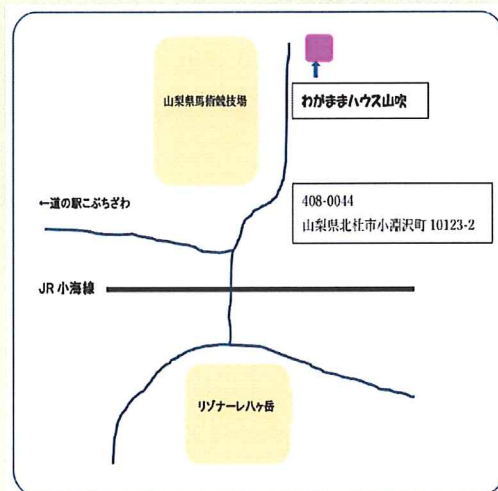 山梨県馬術競技場
わがままハウス山吹
408-0044
山梨県北杜市小淵沢町 10123-2
←道の駅こぶちざわ
JR 小海線
リゾナーレ八ヶ岳